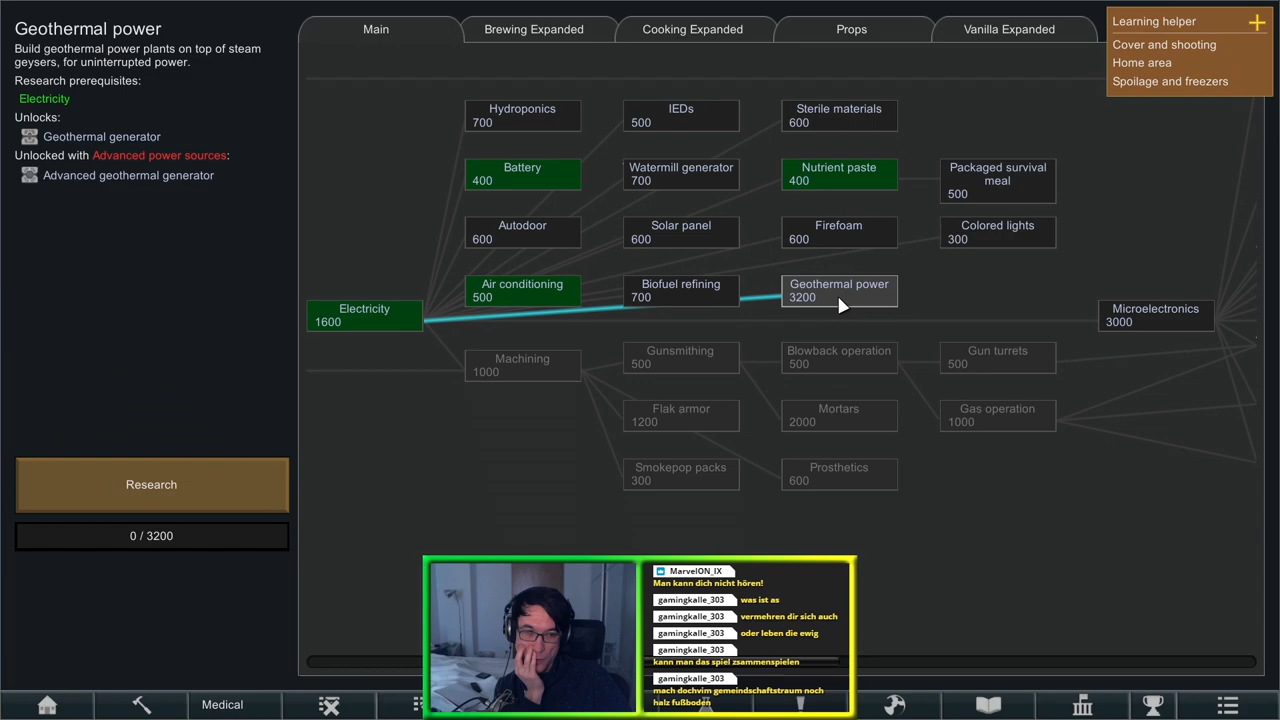 Geothermal power
Build geothermal power plants on top of steam
geysers, for uninterrupted power.
Research prerequisites:
Electricity
Unlocks:
Geothermal generator
Unlocked with Advanced power sources:
Advanced geothermal generator
Research
0 / 3200
Main
Brewing Expanded
Cooking Expanded
Props
Vanilla Expanded
Learning helper
Cover and shooting
Home area
Spoilage and freezers
Hydroponics
700
IEDs
500
Sterile materials
600
Battery
400
Watermill generator
700
Nutrient paste
400
Packaged survival
meal
500
Autodoor
600
Solar panel
600
Firefoam
600
Colored lights
300
Air conditioning
500
Biofuel refining
700
Geothermal power
3200
Electricity
1600
Microelectronics
3000
Machining
1000
Gunsmithing
500
Blowback operation
500
Gun turrets
500
Flak armor
1200
Mortars
2000
Gas operation
1000
Smokepop packs
300
Prosthetics
600
MarvelON_IX
Man kann dich nicht hören!
gamingkalle_303 was ist as
gamingkalle_303 vermehren dir sich auch
gamingkalle_303 oder leben die ewig
gamingkalle_303
kann man das spiel zsammenspielen
gamingkalle_303
mach dochvim gemeindschaftstraum noch
halz fußboden
Medical